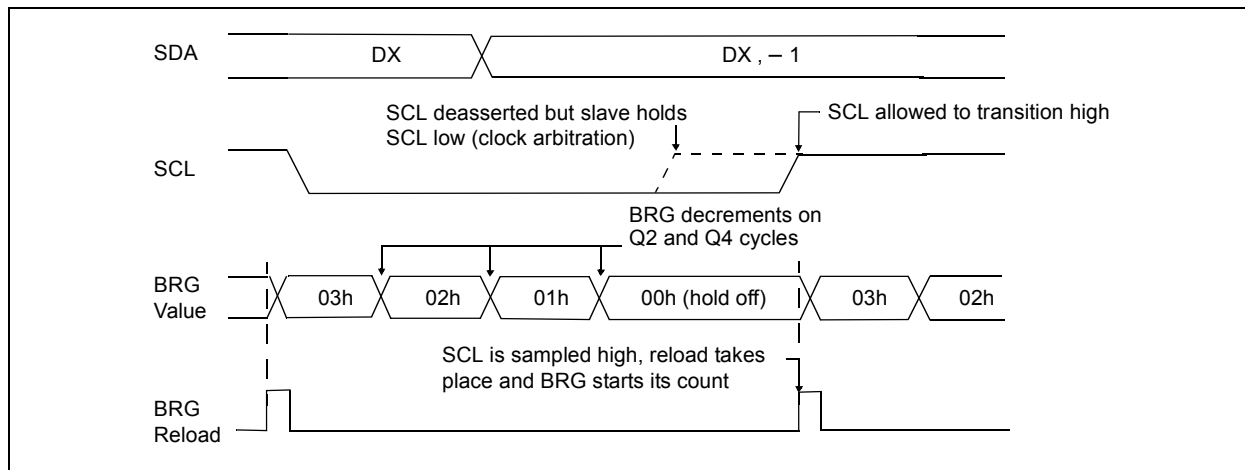 SDA
DX
DX , – 1
SCL deasserted but slave holds
SCL low (clock arbitration)
SCL allowed to transition high
SCL
BRG decrements on
Q2 and Q4 cycles
BRG
Value
03h
02h
01h
00h (hold off)
03h
02h
SCL is sampled high, reload takes
place and BRG starts its count
BRG
Reload